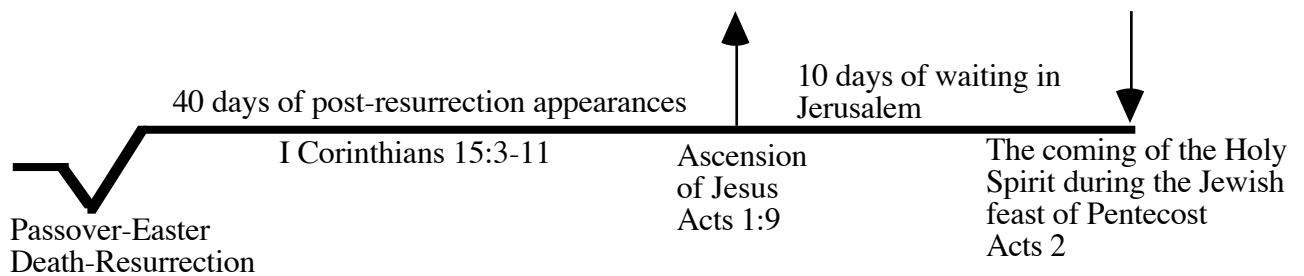 40 days of post-resurrection appearances
10 days of waiting in
Jerusalem
I Corinthians 15:3-11
Ascension
of Jesus
Acts 1:9
The coming of the Holy
Spirit during the Jewish
feast of Pentecost
Acts 2
Passover-Easter
Death-Resurrection